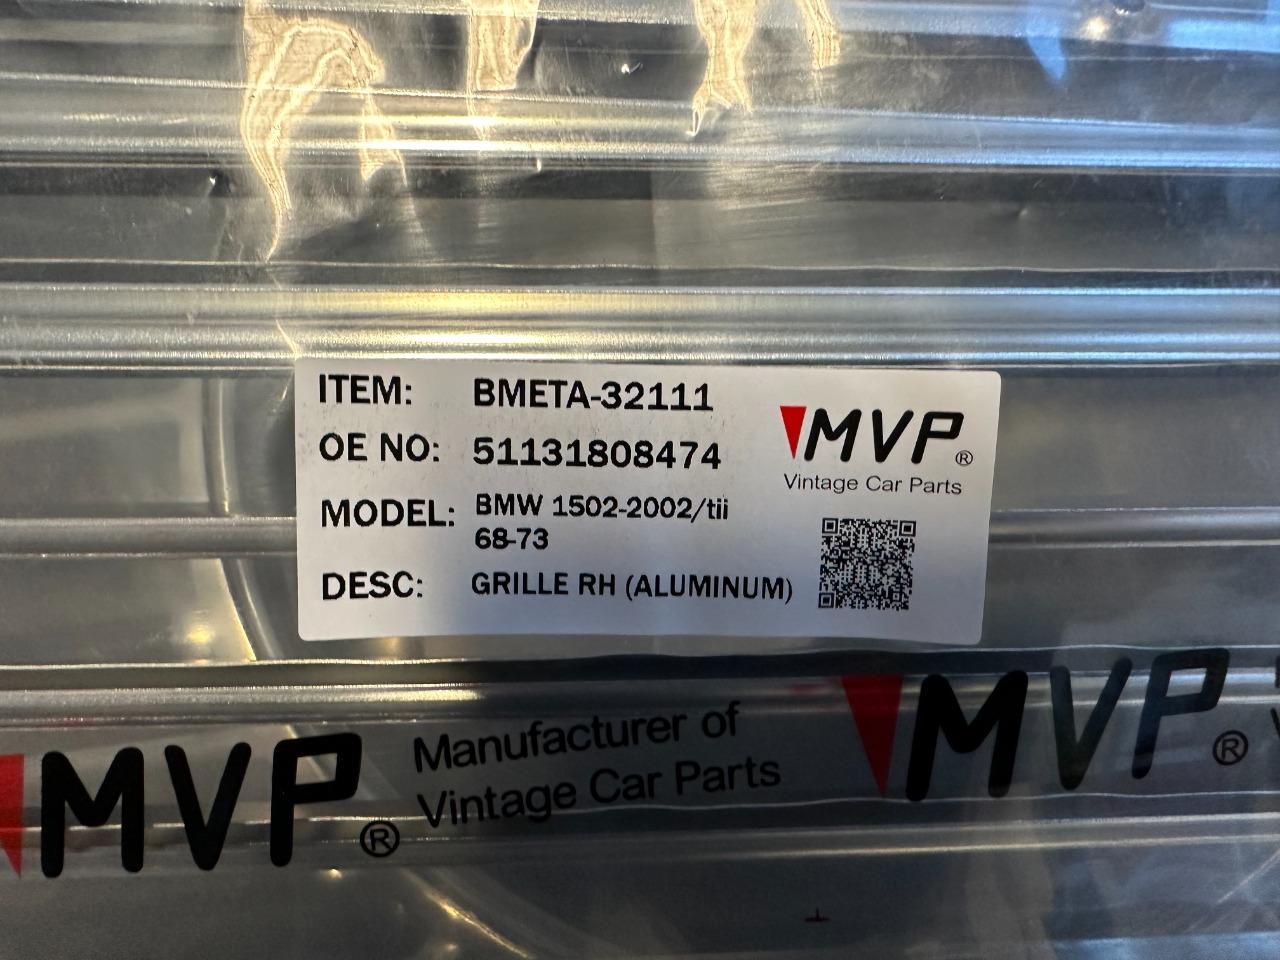 ITEM: BMETA-32111
OE NO: 51131808474
MODEL: BMW 1502-2002/tii
68-73
DESC: GRILLE RH (ALUMINUM)
MVP®
Vintage Car Parts
MVP® Manufacturer of
Vintage Car Parts
MVP®